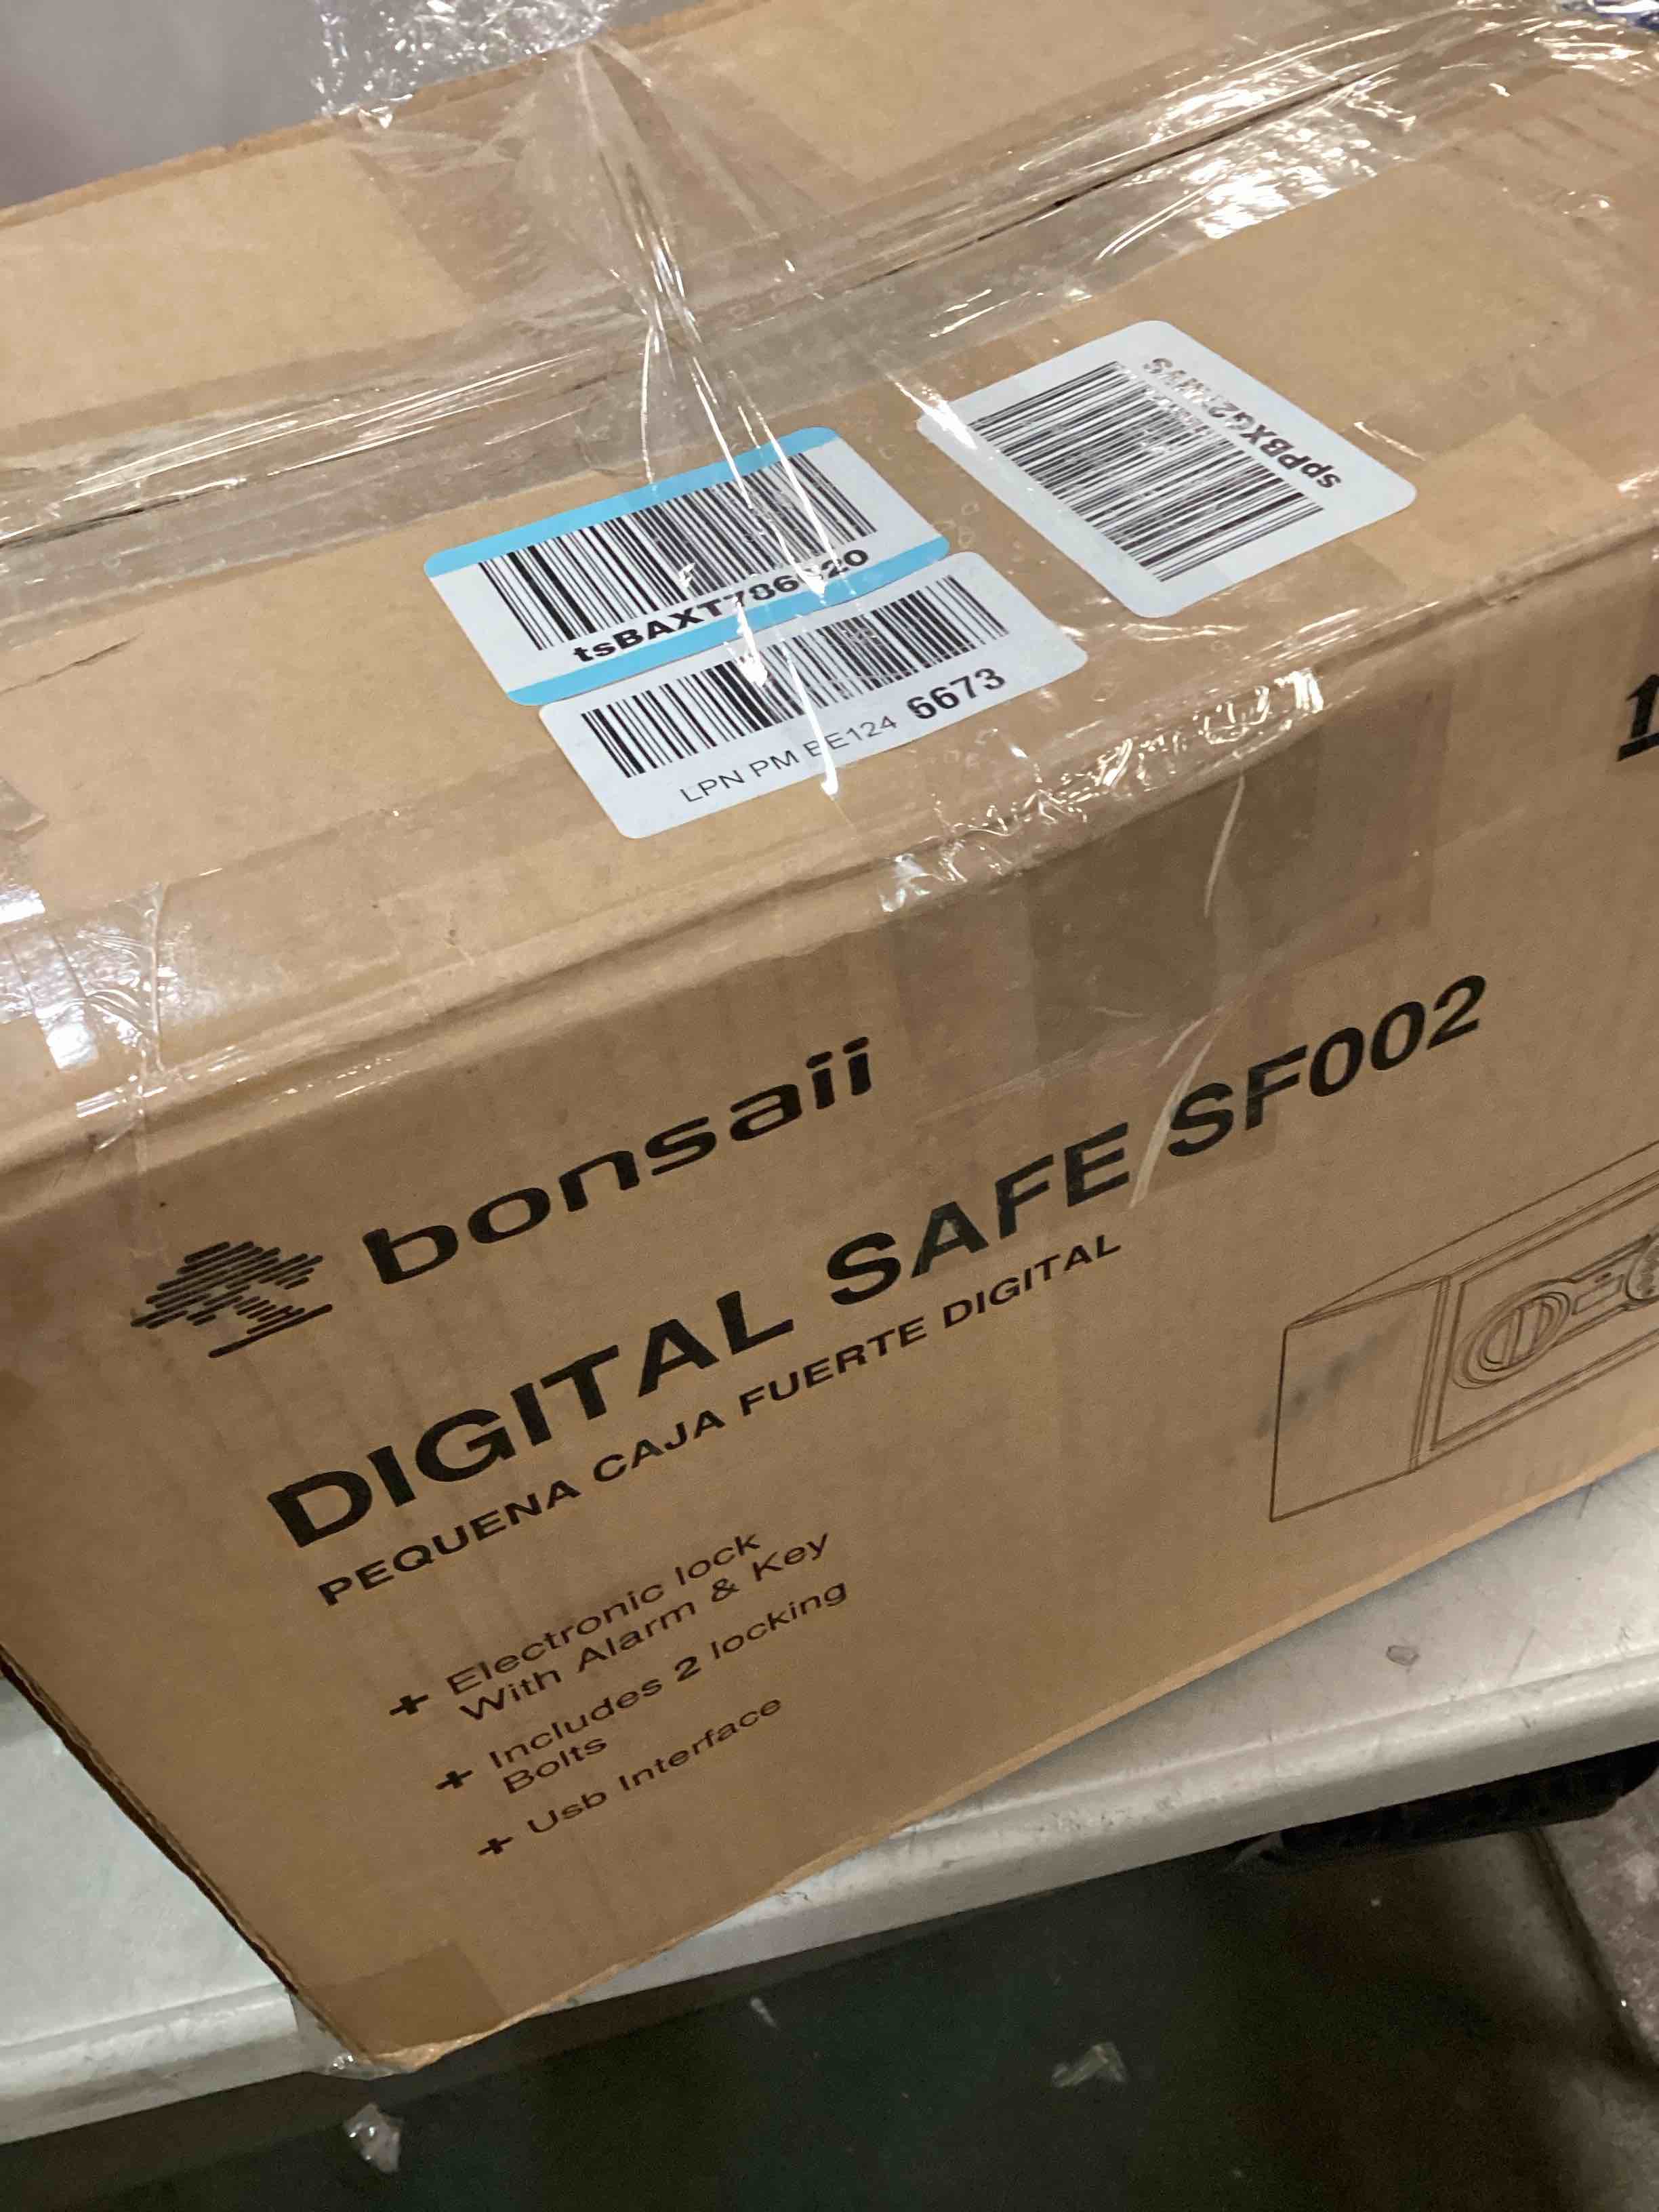 LPN PM BE124 6673
bonsaii
DIGITAL SAFE SF002
PEQUENA CAJA FUERTE DIGITAL
+ Electronic lock
With Alarm & Key
+ Includes 2 locking
Bolts
+ Usb Interface